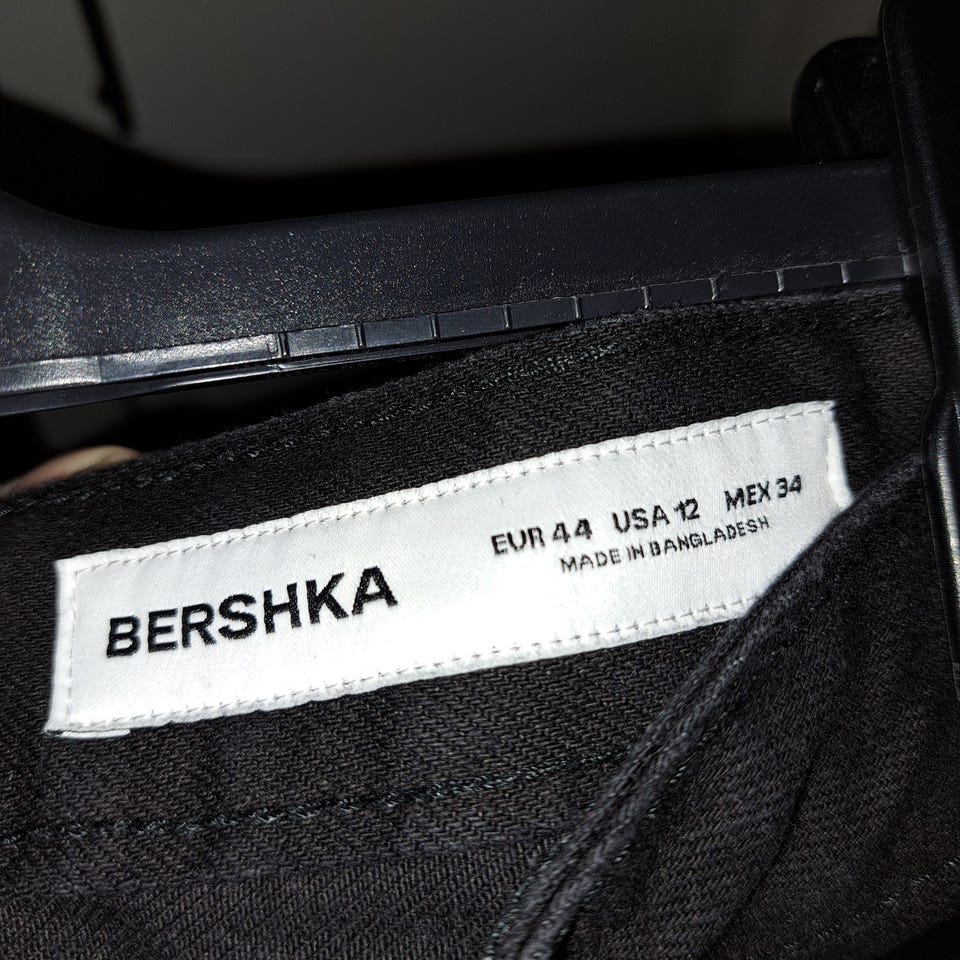 BERSHKA
EUR 44 USA 12 MEX 34
MADE IN BANGLADESH